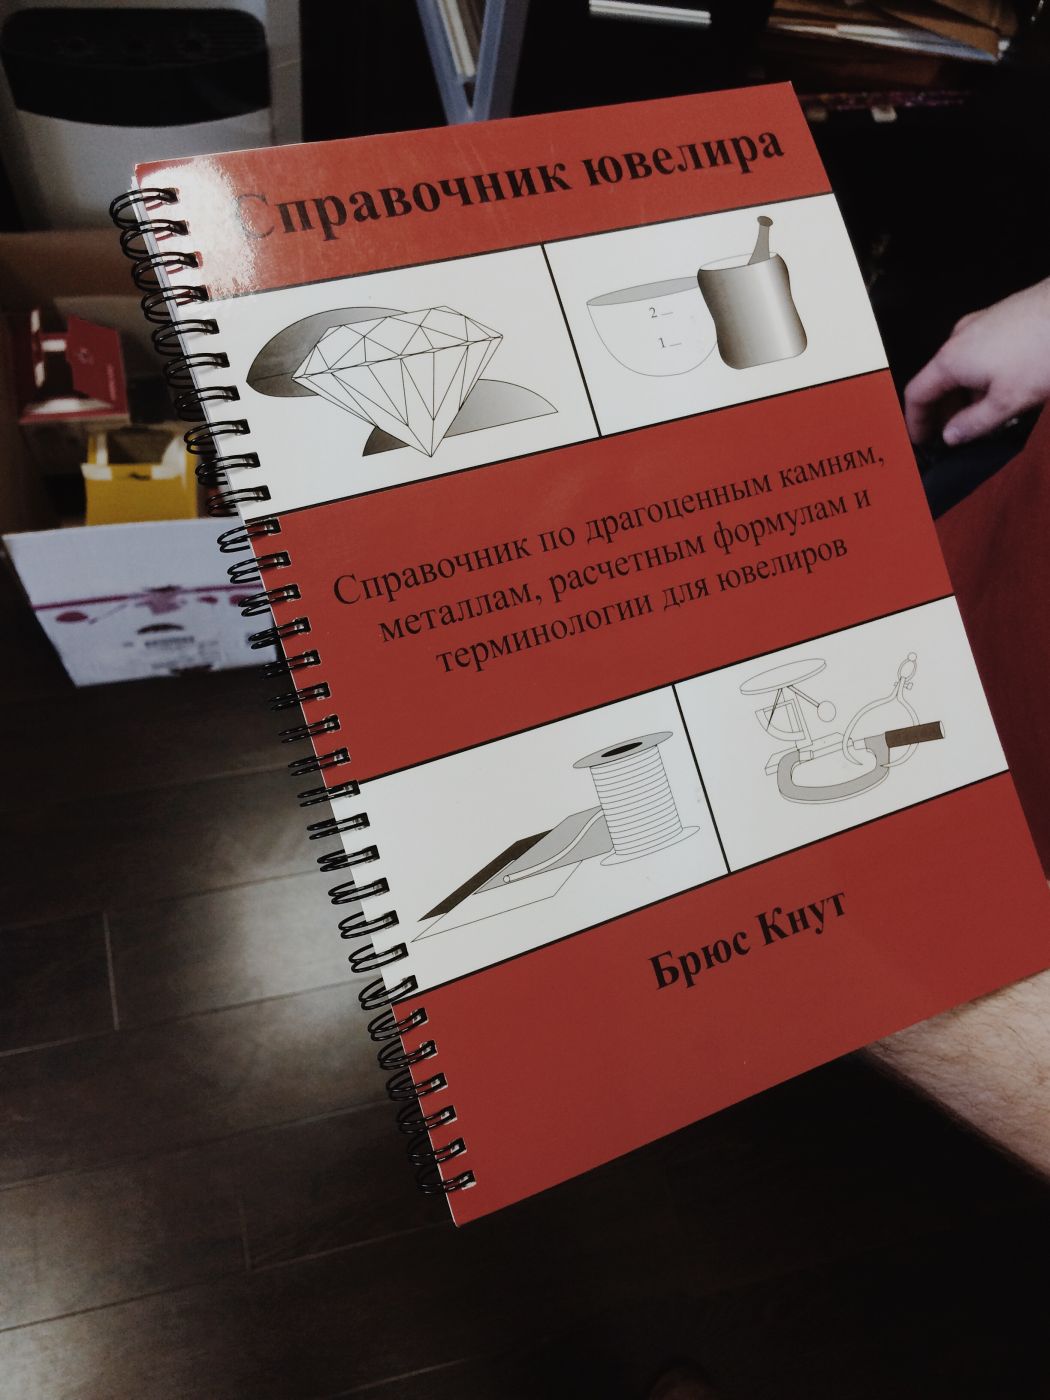 Справочник ювелира
2
1
Справочник по драгоценным камням,
металлам, расчетным формулам и
терминологии для ювелиров
Брюс Кнут